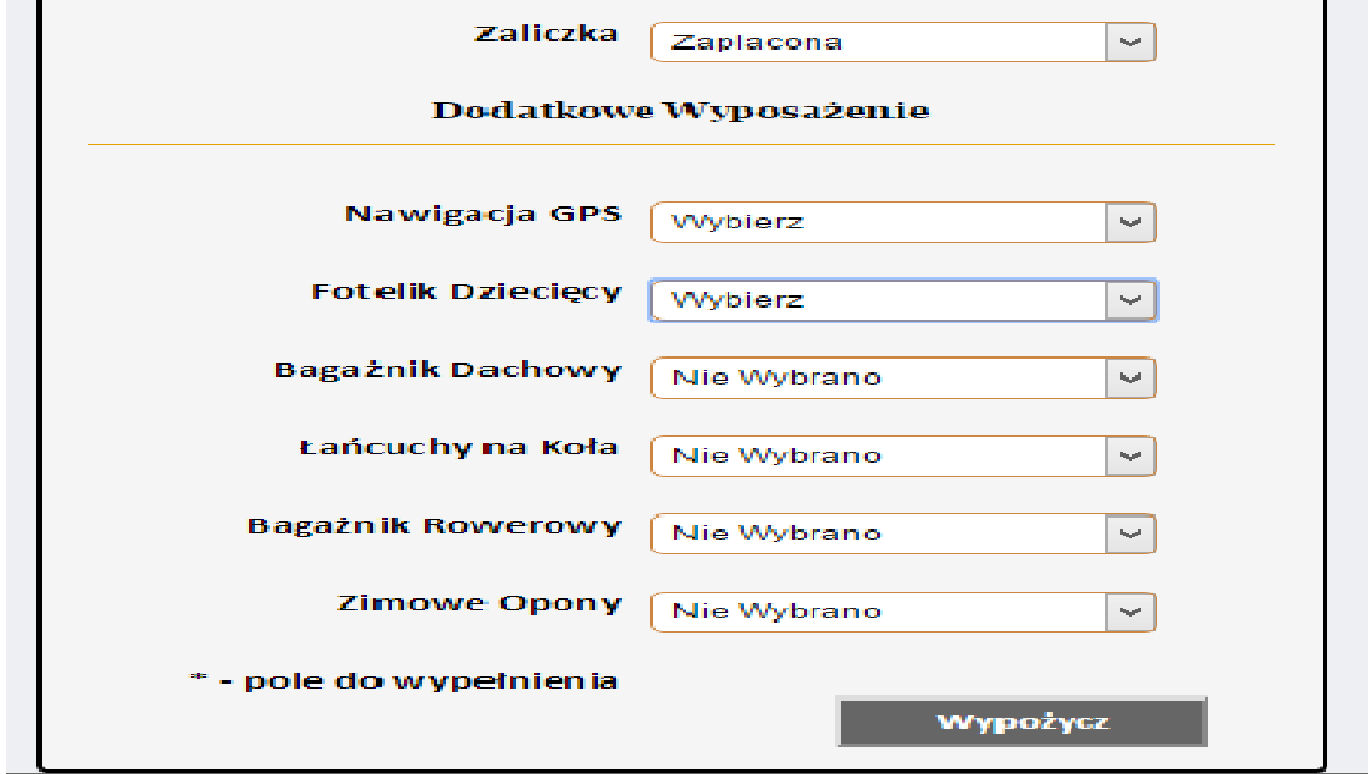 Zaliczka Zaplacona
Dodatkowe Wyposażenie
Nawigacja GPS Wybierz
Fotelik Dziecięcy Wybierz
Bagażnik Dachowy Nie Wybrano
Łańcuchy na Koła Nie Wybrano
Bagażnik Rowerowy Nie Wybrano
Zimowe Opony Nie Wybrano
* - pole do wypełnienia
Wypożycz